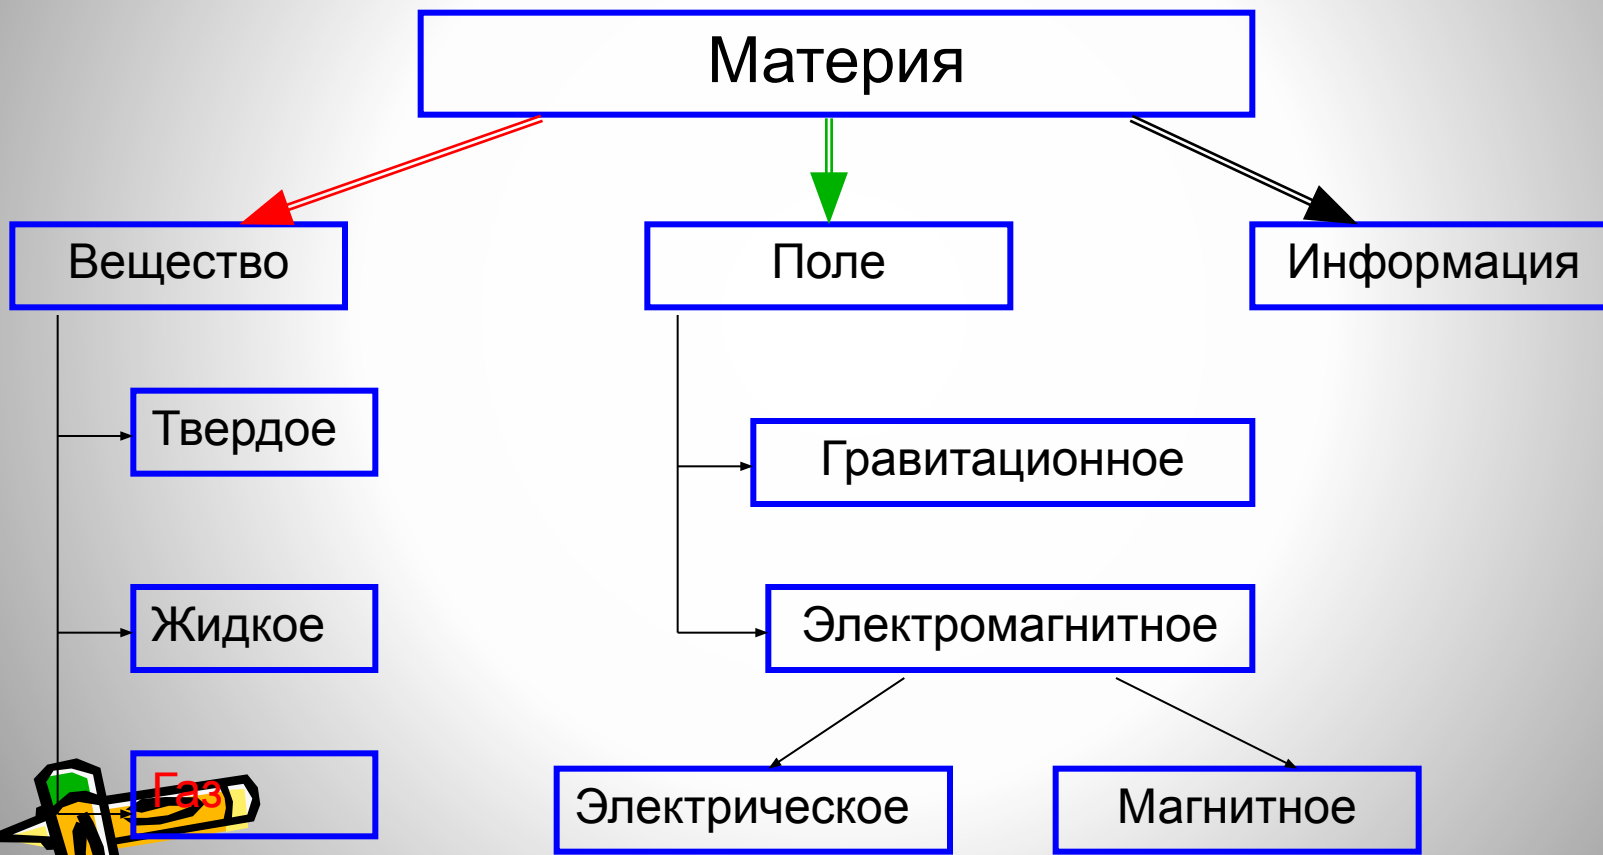 Материя
Вещество
Поле
Информация
Твердое
Гравитационное
Жидкое
Электромагнитное
Газ
Электрическое
Магнитное